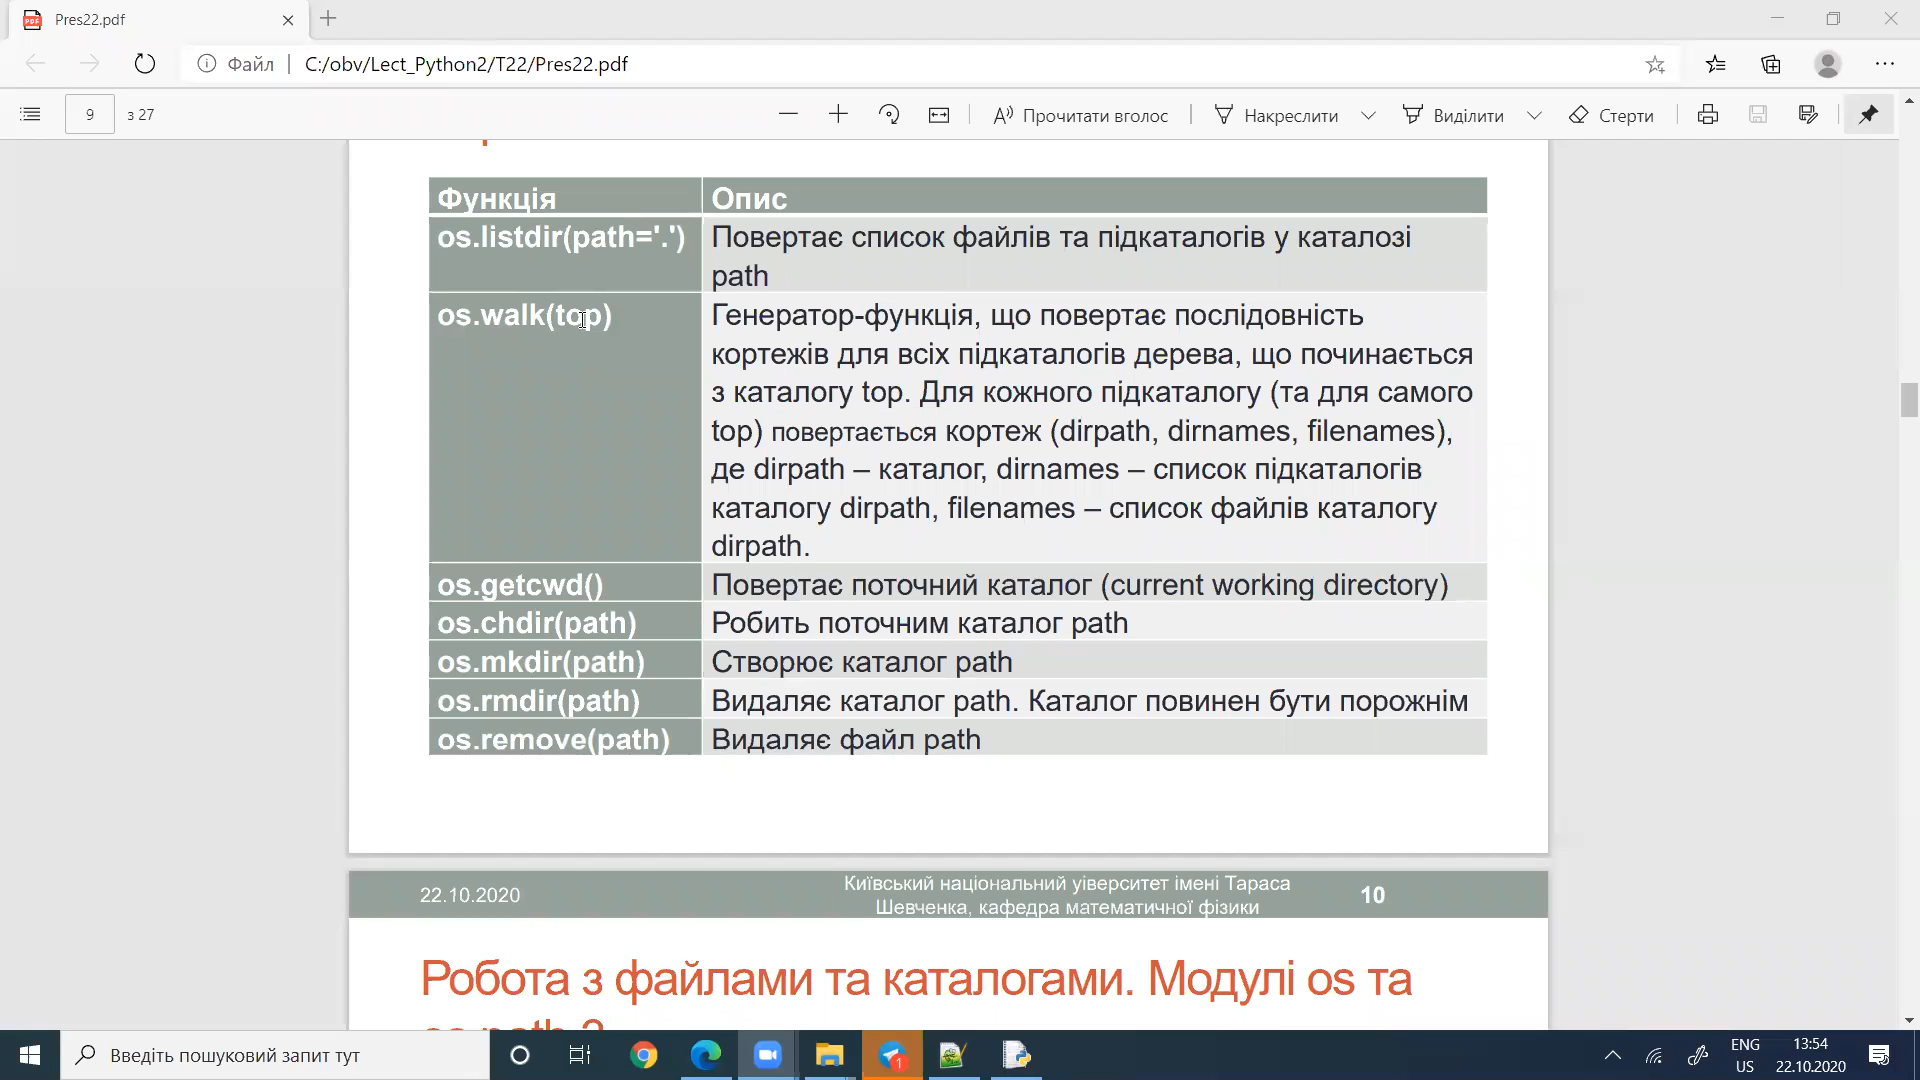 Pres22.pdf
Файл
C:/obv/Lect_Python2/T22/Pres22.pdf
9
з 27
Прочитати вголос
Накреслити
Виділити
Стерти
Функція
Опис
os.listdir(path='.')
Повертає список файлів та підкаталогів у каталозі
path
os.walk(top)
Генератор-функція, що повертає послідовність
кортежів для всіх підкаталогів дерева, що починається
з каталогу top. Для кожного підкаталогу (та для самого
top) повертається кортеж (dirpath, dirnames, filenames),
де dirpath – каталог, dirnames – список підкаталогів
каталогу dirpath, filenames – список файлів каталогу
dirpath.
os.getcwd()
Повертає поточний каталог (current working directory)
os.chdir(path)
Робить поточним каталог path
os.mkdir(path)
Створює каталог path
os.rmdir(path)
Видаляє каталог path. Каталог повинен бути порожнім
os.remove(path)
Видаляє файл path
22.10.2020
Київський національний уіверситет імені Тараса
Шевченка, кафедра математичної фізики
10
Робота з файлами та каталогами. Модулі os та
Введіть пошуковий запит тут
1
ENG
US
13:54
22.10.2020